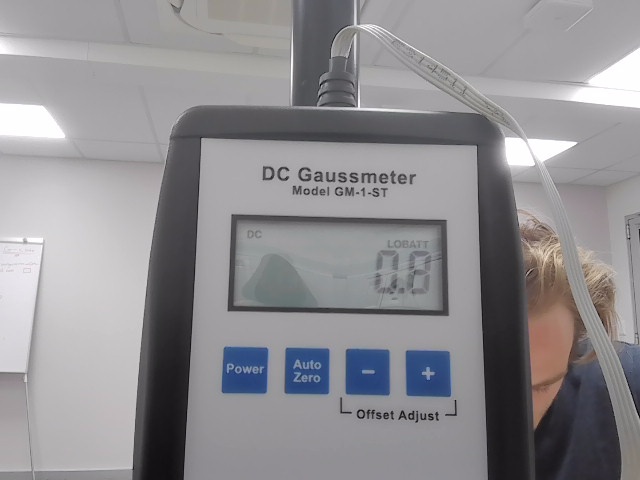 DC Gaussmeter
Model GM-1-ST
DC
LOBATT
0.8
Power
Auto
Zero
−
+
Offset Adjust